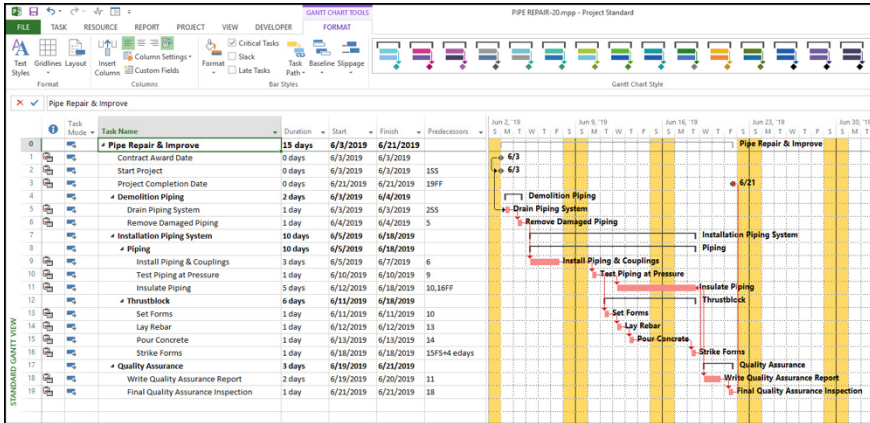 GANTT CHART TOOLS PIPE REPAIR-20.mpp - Project Standard
FILE TASK RESOURCE REPORT PROJECT VIEW DEVELOPER FORMAT
Text Styles Gridlines Layout Insert Column Column Settings Custom Fields Format Critical Tasks Slack Late Tasks Task Path Baseline Slippage
Format Columns Bar Styles Gantt Chart Style
Pipe Repair & Improve
Task Mode Task Name Duration Start Finish Predecessors
Jun 2, '19 Jun 9, '19 Jun 16, '19 Jun 23, '19 Jun 30, '19
S M T W T F S S M T W T F S S M T W T F S S M T W T F S S M T
0 Pipe Repair & Improve 15 days 6/3/2019 6/21/2019 Pipe Repair & Improve
1 Contract Award Date 0 days 6/3/2019 6/3/2019 6/3
2 Start Project 0 days 6/3/2019 6/3/2019 1SS 6/3
3 Project Completion Date 0 days 6/21/2019 6/21/2019 19FF 6/21
4 Demolition Piping 2 days 6/3/2019 6/4/2019 Demolition Piping
5 Drain Piping System 1 day 6/3/2019 6/3/2019 2SS Drain Piping System
6 Remove Damaged Piping 1 day 6/4/2019 6/4/2019 5 Remove Damaged Piping
7 Installation Piping System 10 days 6/5/2019 6/18/2019 Installation Piping System
8 Piping 10 days 6/5/2019 6/18/2019 Piping
9 Install Piping & Couplings 3 days 6/5/2019 6/7/2019 6 Install Piping & Couplings
10 Test Piping at Pressure 1 day 6/10/2019 6/10/2019 9 Test Piping at Pressure
11 Insulate Piping 5 days 6/12/2019 6/18/2019 10,16FF Insulate Piping
12 Thrustblock 6 days 6/11/2019 6/18/2019 Thrustblock
13 Set Forms 1 day 6/11/2019 6/11/2019 10 Set Forms
14 Lay Rebar 1 day 6/12/2019 6/12/2019 13 Lay Rebar
15 Pour Concrete 1 day 6/13/2019 6/13/2019 14 Pour Concrete
16 Strike Forms 1 day 6/18/2019 6/18/2019 15FS+4 edays Strike Forms
17 Quality Assurance 3 days 6/19/2019 6/21/2019 Quality Assurance
18 Write Quality Assurance Report 2 days 6/19/2019 6/20/2019 11 Write Quality Assurance Report
19 Final Quality Assurance Inspection 1 day 6/21/2019 6/21/2019 18 Final Quality Assurance Inspection
STANDARD GANTT VIEW